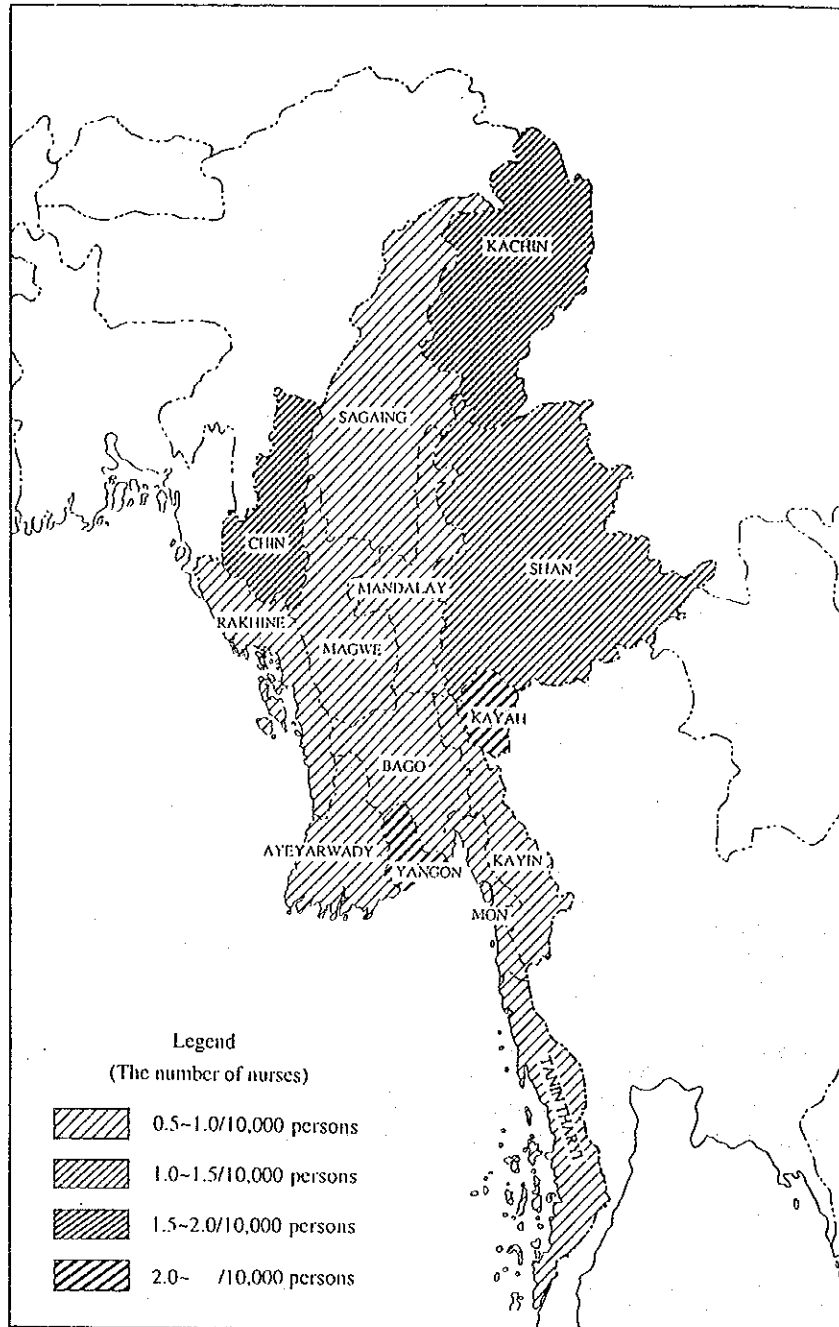 KACHIN
SAGAING
CHIN
SHAN
MANDALAY
RAKHINE
MAGWE
KAYAH
BAGO
AYEYARWADY
YANGON
KAYIN
MON
TANINTHARYI
Legend
(The number of nurses)
0.5~1.0/10,000 persons
1.0~1.5/10,000 persons
1.5~2.0/10,000 persons
2.0~ /10,000 persons